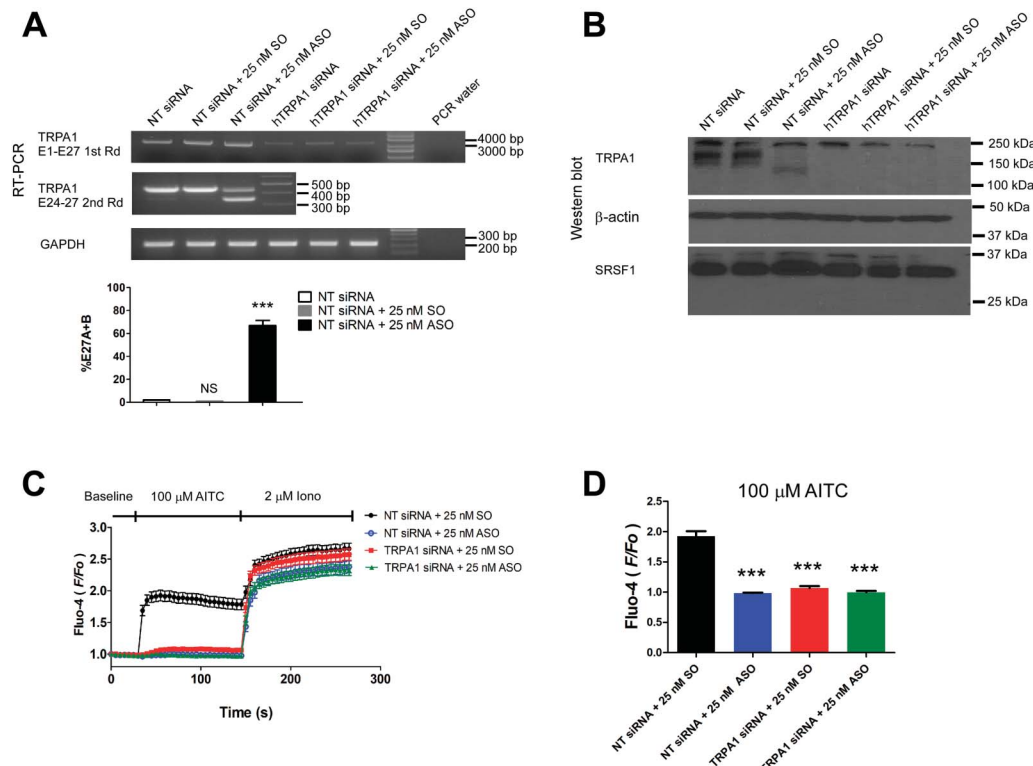 A
NT siRNA
NT siRNA + 25 nM SO
NT siRNA + 25 nM ASO
hTRPA1 siRNA
hTRPA1 siRNA + 25 nM SO
hTRPA1 siRNA + 25 nM ASO
PCR water
RT-PCR
TRPA1
E1-E27 1st Rd
4000 bp
3000 bp
TRPA1
E24-27 2nd Rd
500 bp
400 bp
300 bp
GAPDH
300 bp
200 bp
%E27A+B
100
80
60
40
20
0
NS
***
NT siRNA
NT siRNA + 25 nM SO
NT siRNA + 25 nM ASO
B
NT siRNA
NT siRNA + 25 nM SO
NT siRNA + 25 nM ASO
hTRPA1 siRNA
hTRPA1 siRNA + 25 nM SO
hTRPA1 siRNA + 25 nM ASO
Western blot
TRPA1
250 kDa
150 kDa
100 kDa
β-actin
50 kDa
37 kDa
SRSF1
37 kDa
25 kDa
C
Baseline 100 μM AITC 2 μM Iono
Fluo-4 (F/Fo)
3.0
2.5
2.0
1.5
1.0
0 100 200 300
Time (s)
NT siRNA + 25 nM SO
NT siRNA + 25 nM ASO
TRPA1 siRNA + 25 nM SO
TRPA1 siRNA + 25 nM ASO
D
100 μM AITC
Fluo-4 ( F/Fo)
2.0
1.5
1.0
0.5
0.0
*** *** ***
NT siRNA + 25 nM SO
NT siRNA + 25 nM ASO
TRPA1 siRNA + 25 nM SO
TRPA1 siRNA + 25 nM ASO